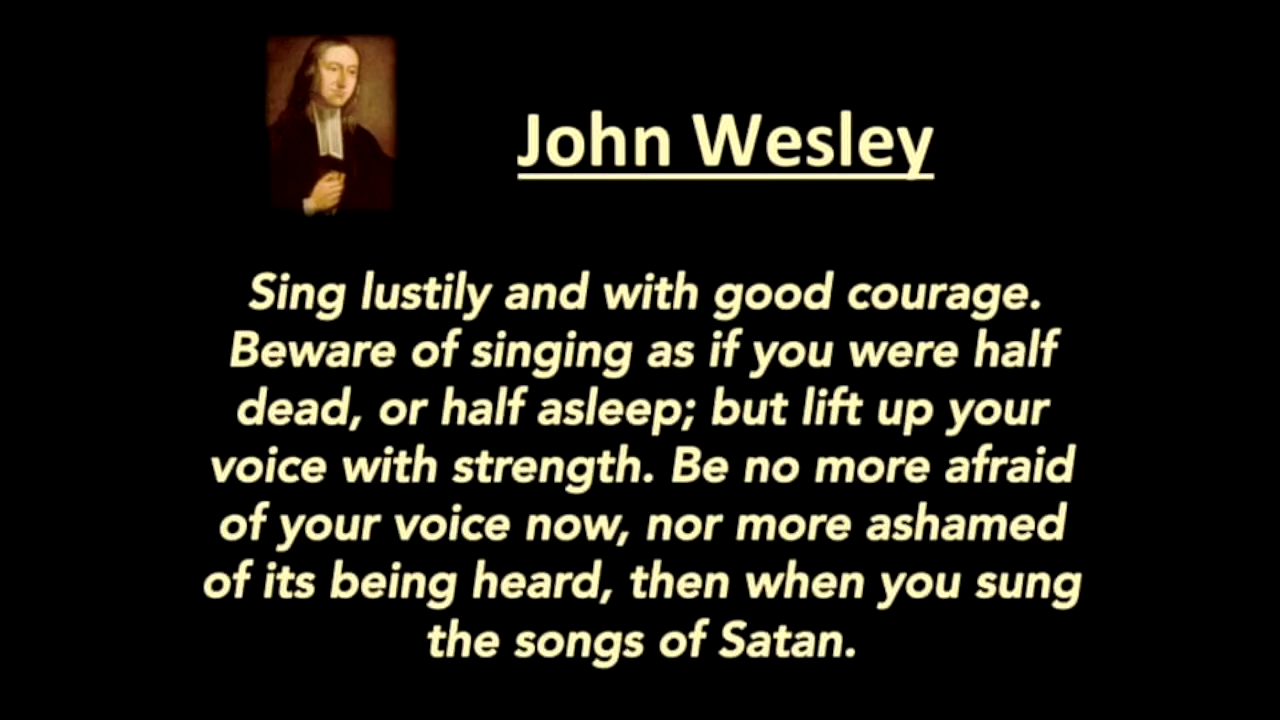 John Wesley
Sing lustily and with good courage.
Beware of singing as if you were half
dead, or half asleep; but lift up your
voice with strength. Be no more afraid
of your voice now, nor more ashamed
of its being heard, then when you sung
the songs of Satan.